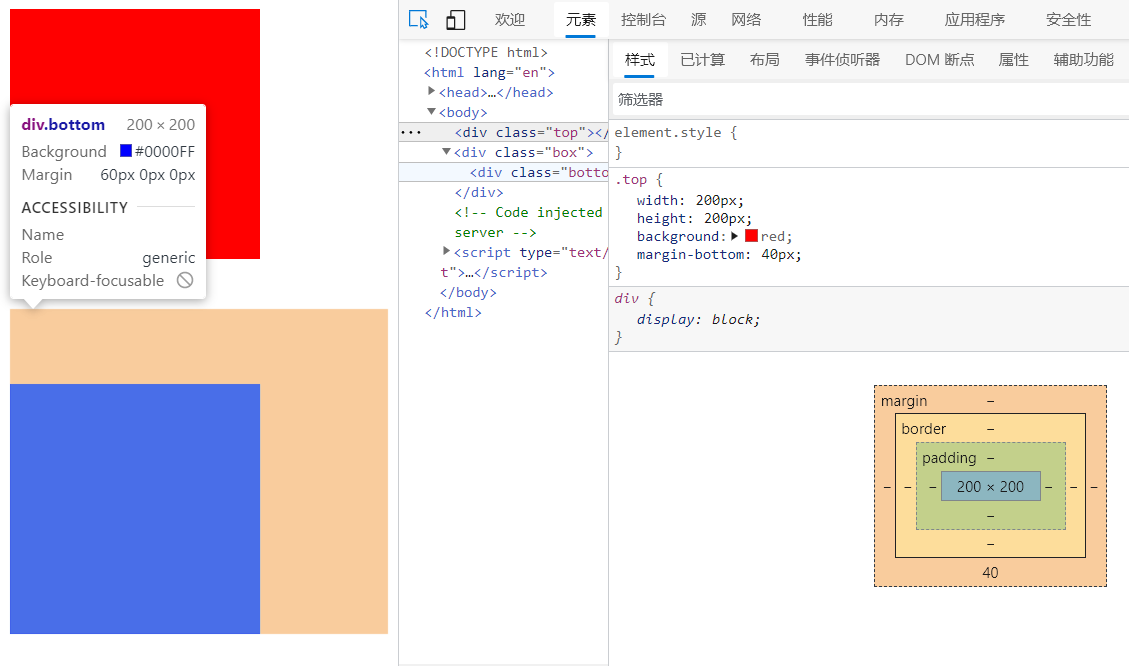 div.bottom 200 × 200
Background #0000FF
Margin 60px 0px 0px
ACCESSIBILITY
Name
Role generic
Keyboard-focusable
欢迎 元素 控制台 源 网络 性能 内存 应用程序 安全性
<!DOCTYPE html>
<html lang="en">
<head>…</head>
<body>
<div class="top"></
<div class="box">
<div class="botto
</div>
<!-- Code injected
server -->
<script type="text/
t">…</script>
</body>
</html>
样式 已计算 布局 事件侦听器 DOM 断点 属性 辅助功能
筛选器
element.style {
}
.top {
width: 200px;
height: 200px;
background: red;
margin-bottom: 40px;
}
div {
display: block;
}
margin –
border –
padding –
– – – 200 × 200 – – –
–
–
40